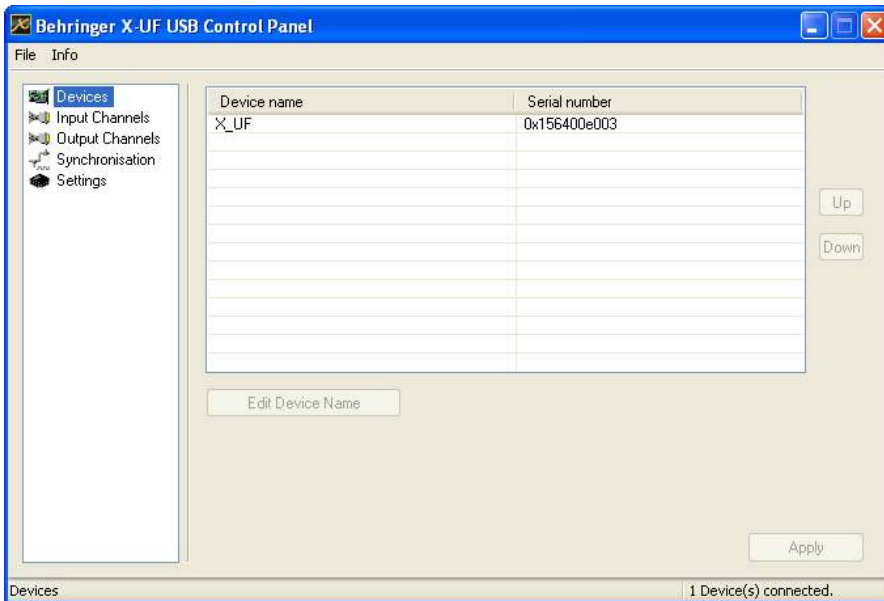 Behringer X-UF USB Control Panel
File Info
Devices
Input Channels
Output Channels
Synchronisation
Settings
Device name Serial number
X_UF 0x156400e003
Up
Down
Edit Device Name
Apply
Devices 1 Device(s) connected.